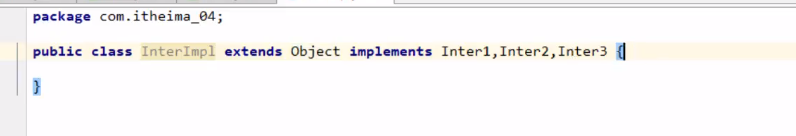 package com.itheima_04;
public class InterImpl extends Object implements Inter1,Inter2,Inter3 {
}